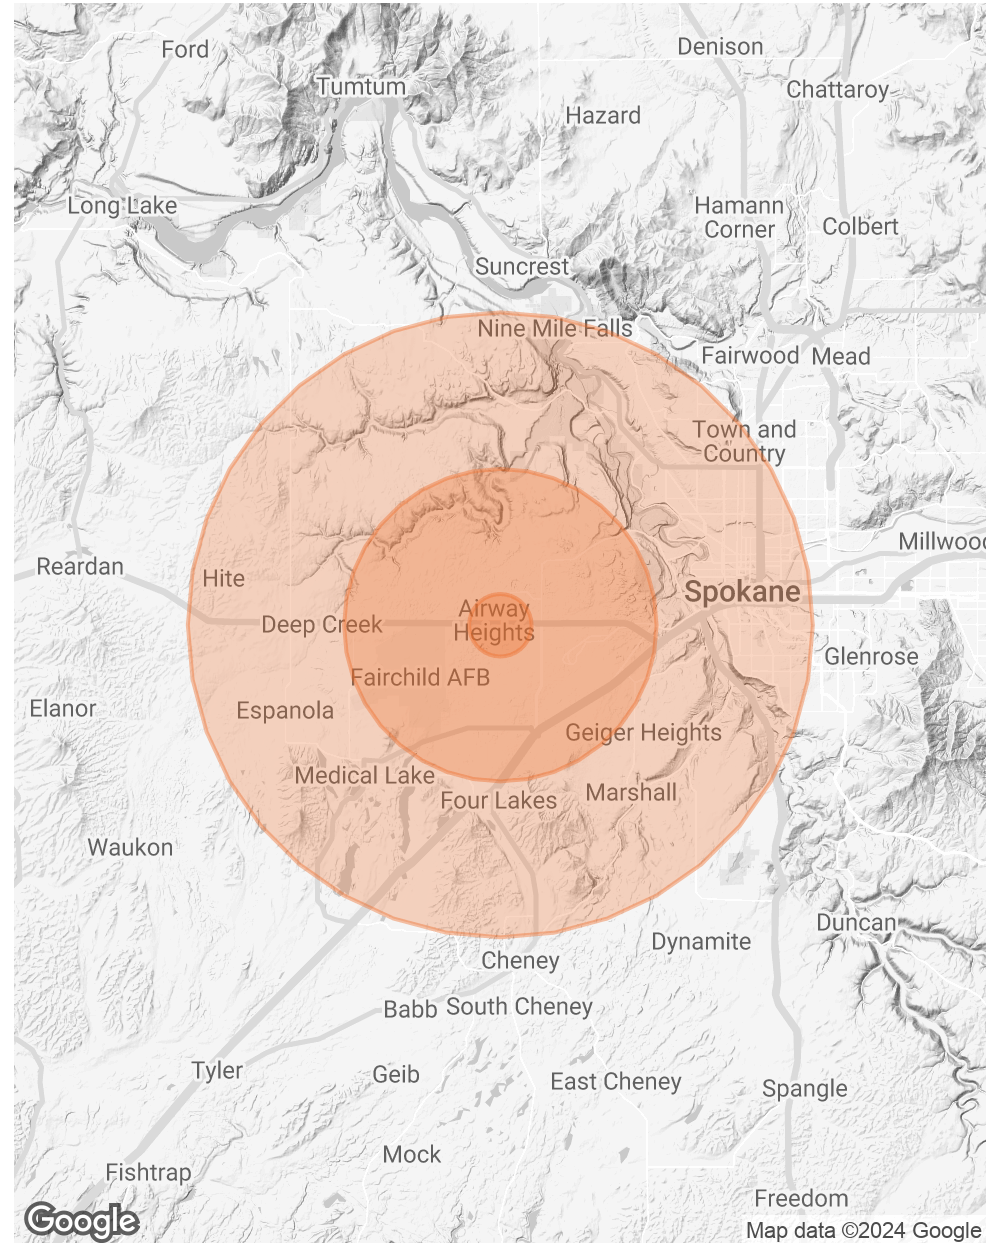 Ford
Denison
Tumtum
Chattaroy
Hazard
Long Lake
Hamann
Corner
Colbert
Suncrest
Nine Mile Falls
Fairwood
Mead
Town and
Country
Millwood
Reardan
Hite
Spokane
Airway
Heights
Deep Creek
Glenrose
Fairchild AFB
Elanor
Espanola
Geiger Heights
Medical Lake
Four Lakes
Marshall
Waukon
Duncan
Dynamite
Cheney
Babb
South Cheney
Tyler
Geib
East Cheney
Spangle
Mock
Fishtrap
Freedom
Google
Map data ©2024 Google